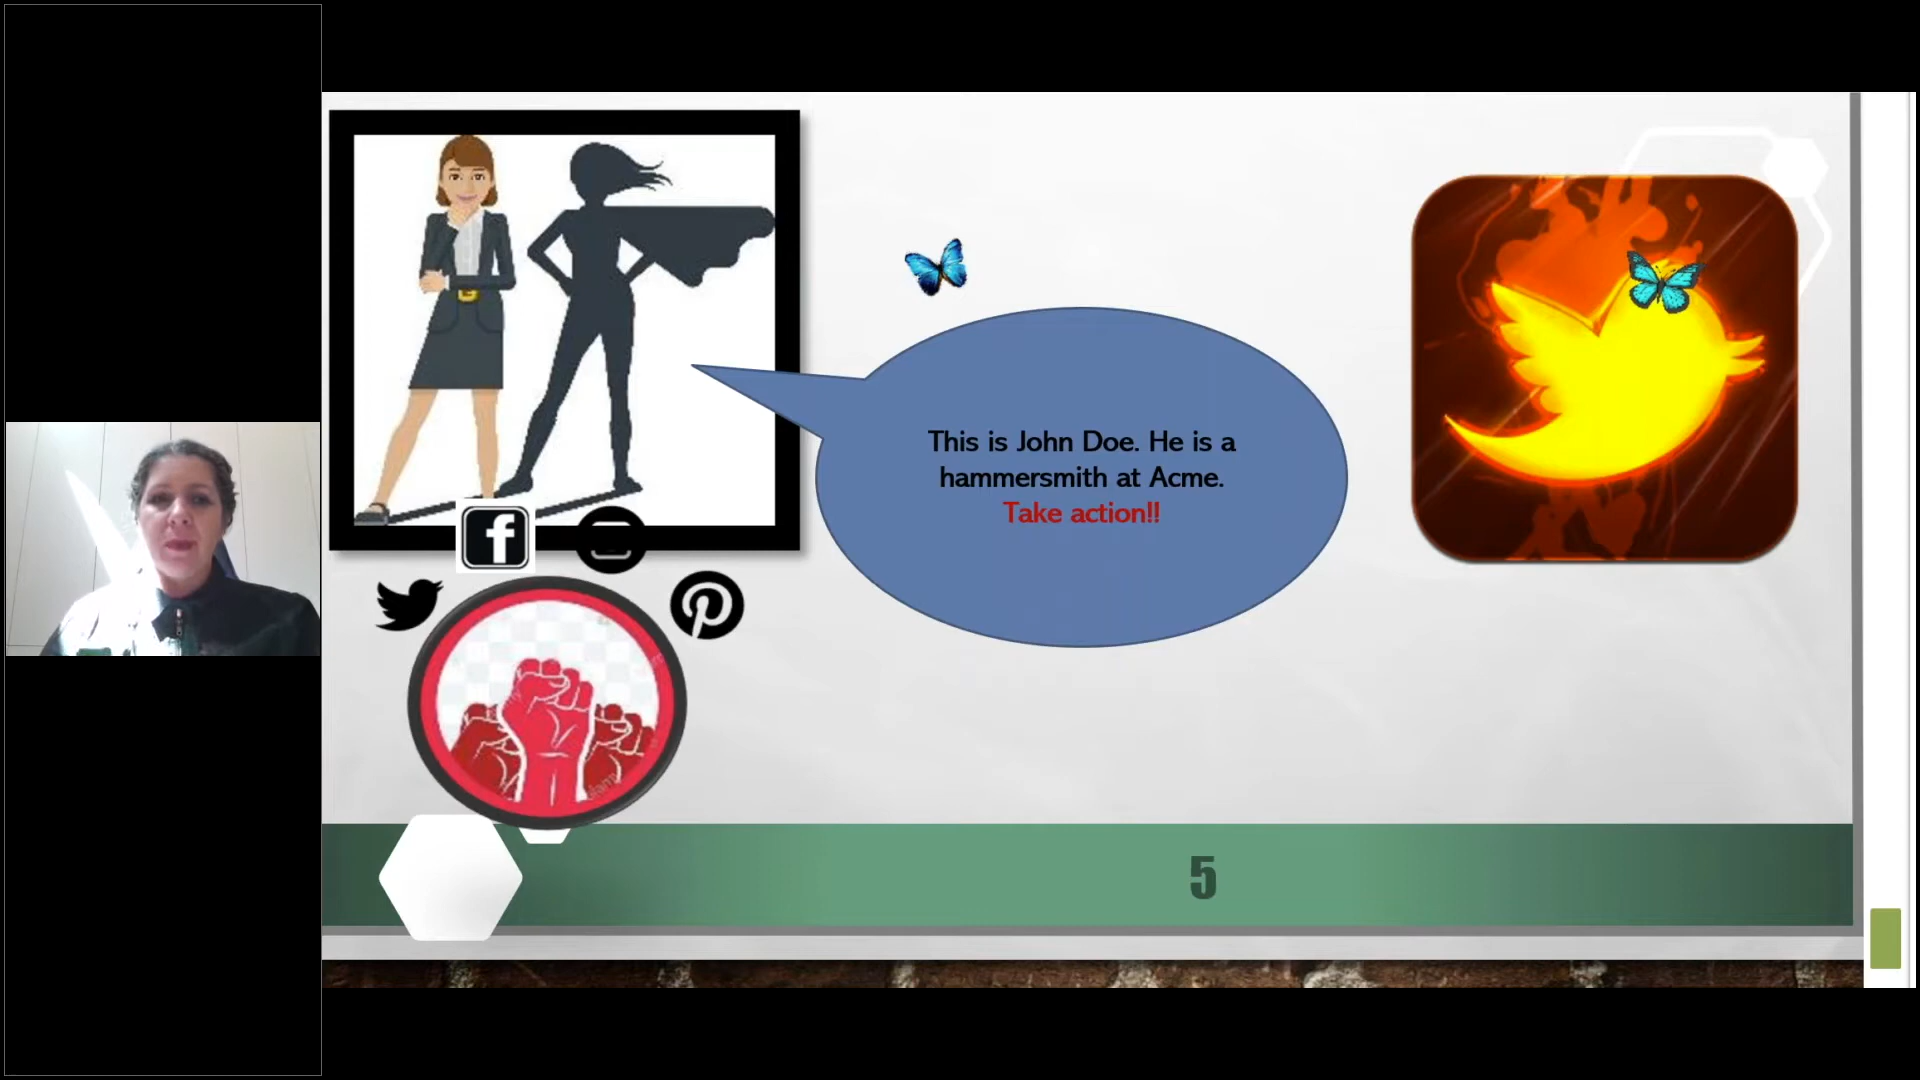 This is John Doe. He is a
hammersmith at Acme.
Take action!!
5